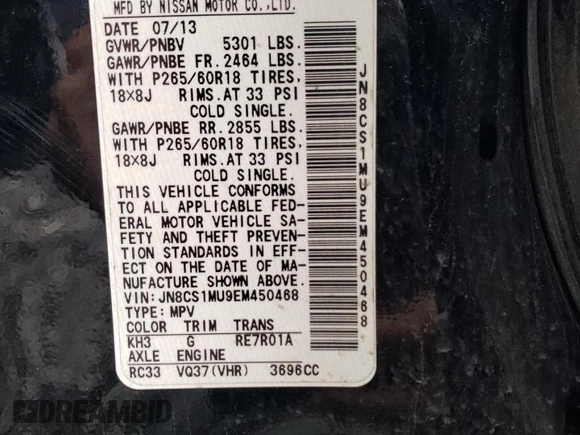 MFD BY NISSAN MOTOR CO.,LTD.
DATE 07/13
GVWR/PNBV 5301 LBS.
GAWR/PNBE FR. 2464 LBS.
WITH P265/60R18 TIRES,
18X8J RIMS.AT 33 PSI
COLD SINGLE.
GAWR/PNBE RR. 2855 LBS.
WITH P265/60R18 TIRES,
18X8J RIMS.AT 33 PSI
COLD SINGLE.
THIS VEHICLE CONFORMS
TO ALL APPLICABLE FED-
ERAL MOTOR VEHICLE SA-
FETY AND THEFT PREVEN-
TION STANDARDS IN EFF-
ECT ON THE DATE OF MA-
NUFACTURE SHOWN ABOVE.
VIN: JN8CS1MU9EM450468
TYPE: MPV
COLOR TRIM TRANS
KH3 G RE7R01A
AXLE ENGINE
RC33 VQ37(VHR) 3696CC
JN8CS1MU9EM450468
DREAMBID